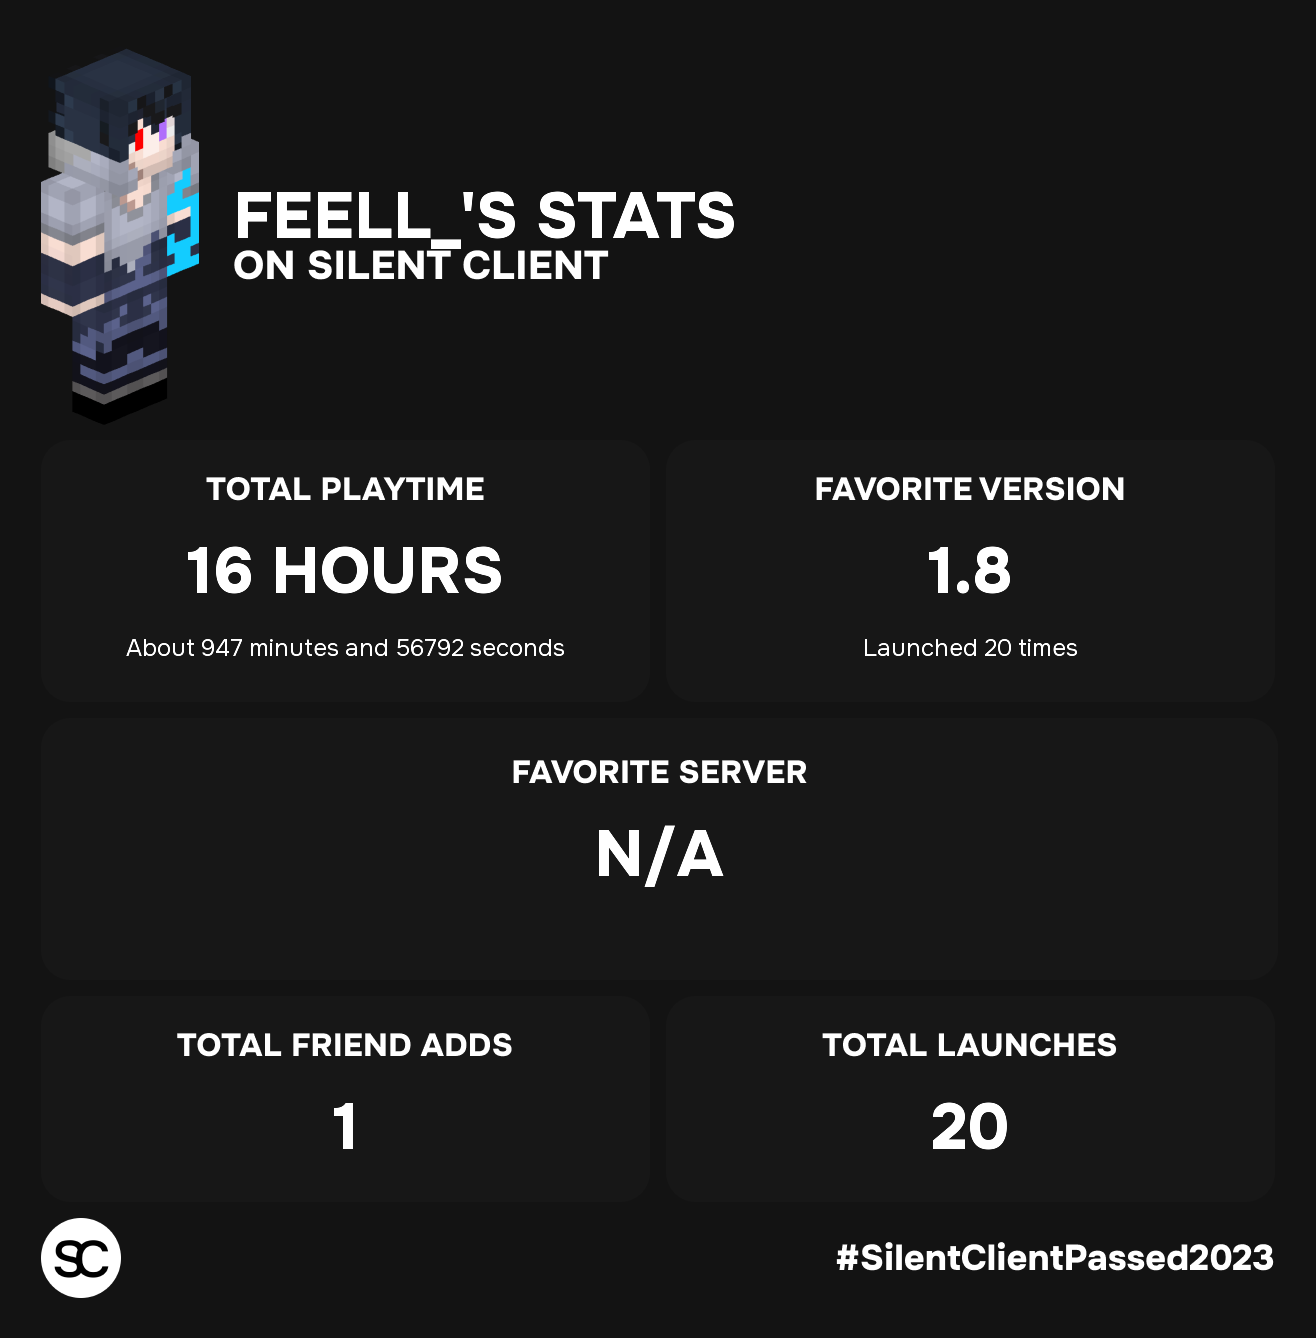 FEELL_'S STATS
ON SILENT CLIENT
TOTAL PLAYTIME
16 HOURS
About 947 minutes and 56792 seconds
FAVORITE VERSION
1.8
Launched 20 times
FAVORITE SERVER
N/A
TOTAL FRIEND ADDS
1
TOTAL LAUNCHES
20
SC
#SilentClientPassed2023